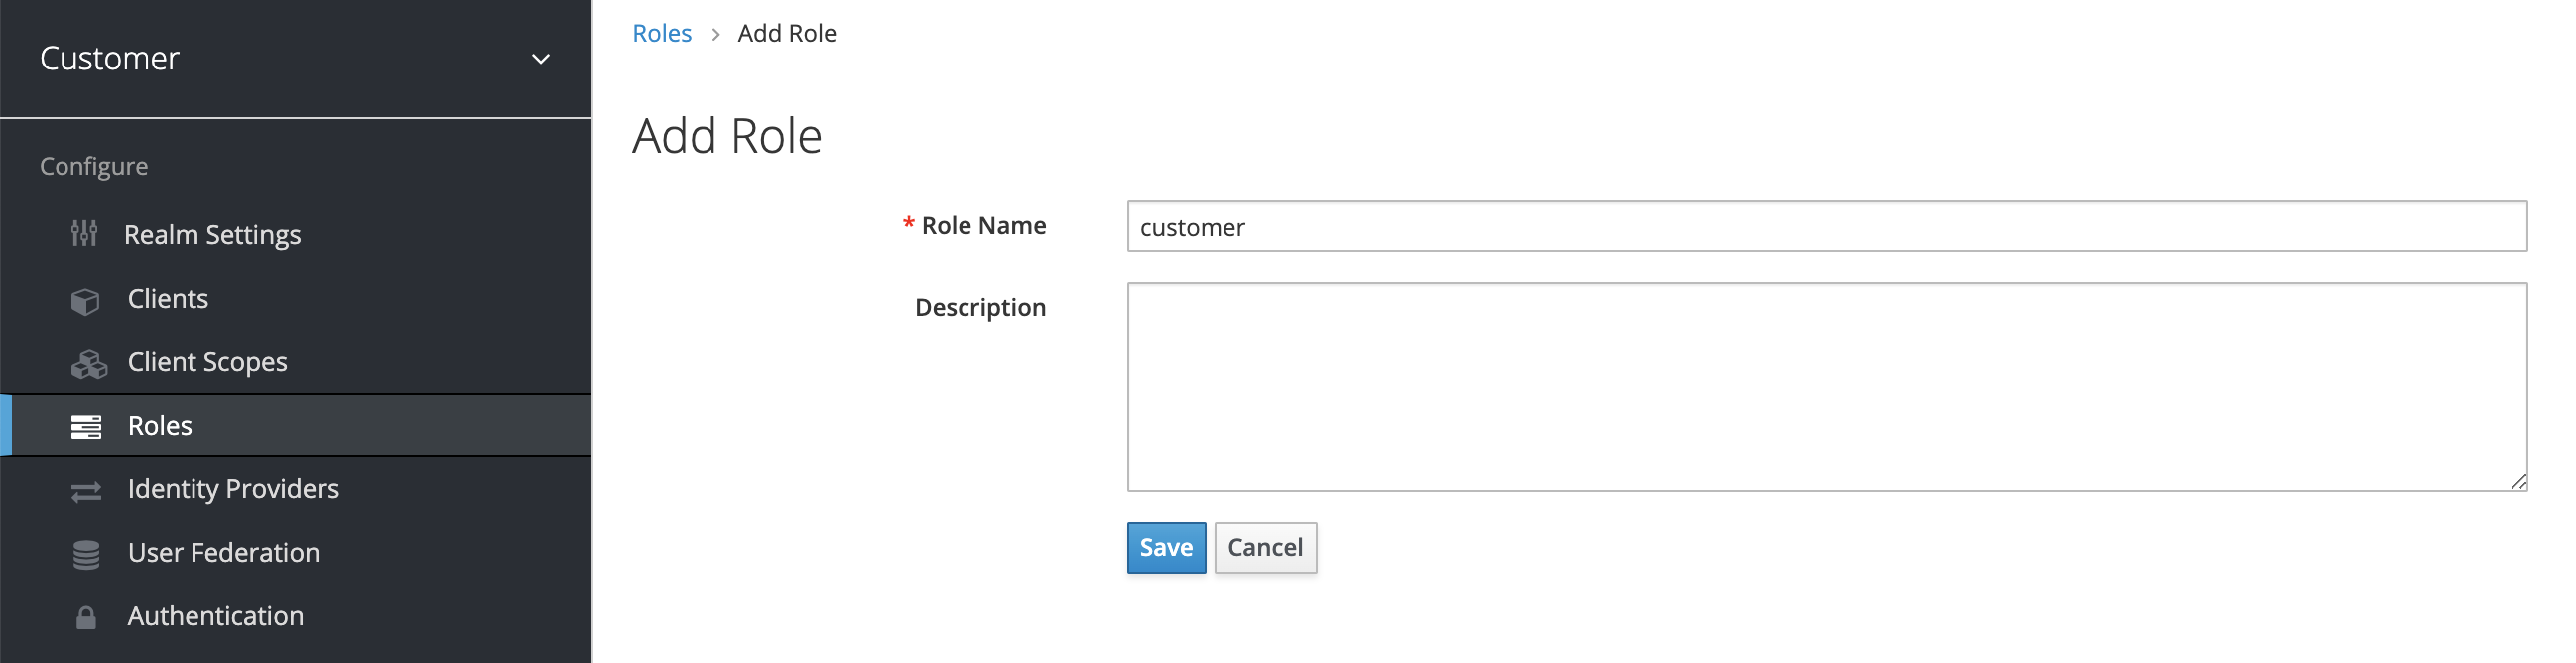 Customer
Configure
Realm Settings
Clients
Client Scopes
Roles
Identity Providers
User Federation
Authentication
Roles > Add Role
Add Role
* Role Name
customer
Description
Save
Cancel